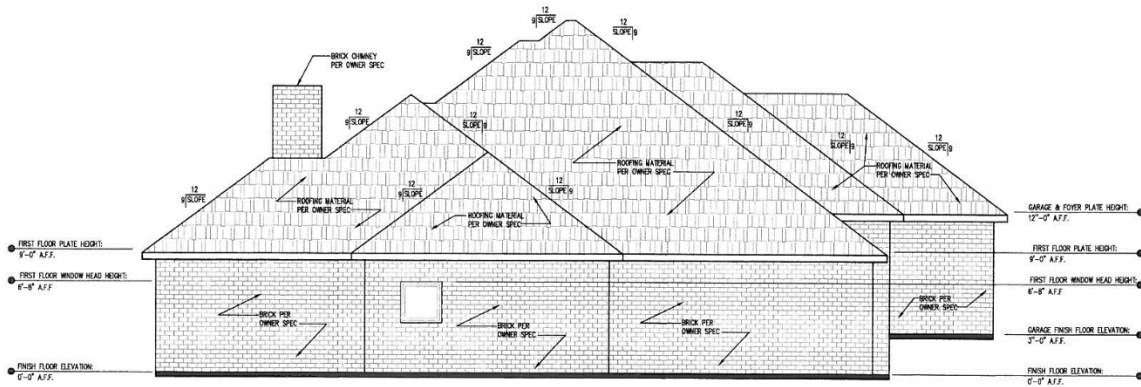 12
9 SLOPE
12
SLOPE 9
12
9 SLOPE
BRICK CHIMNEY
PER OWNER SPEC
12
9 SLOPE
12
SLOPE 9
12
SLOPE 9
12
SLOPE 9
12
SLOPE 9
ROOFING MATERIAL
PER OWNER SPEC
ROOFING MATERIAL
PER OWNER SPEC
12
9 SLOPE
12
9 SLOPE
12
SLOPE 9
ROOFING MATERIAL
PER OWNER SPEC
ROOFING MATERIAL
PER OWNER SPEC
GARAGE & FOYER PLATE HEIGHT:
12"-0" A.F.F.
FIRST FLOOR PLATE HEIGHT:
9'-0" A.F.F.
FIRST FLOOR PLATE HEIGHT:
9'-0" A.F.F.
FIRST FLOOR WINDOW HEAD HEIGHT:
6'-8" A.F.F
FIRST FLOOR WINDOW HEAD HEIGHT:
6'-8" A.F.F
BRICK PER
OWNER SPEC
BRICK PER
OWNER SPEC
BRICK PER
OWNER SPEC
BRICK PER
OWNER SPEC
GARAGE FINISH FLOOR ELEVATION:
3"-0" A.F.F.
FINISH FLOOR ELEVATION:
0'-0" A.F.F.
FINISH FLOOR ELEVATION:
0'-0" A.F.F.